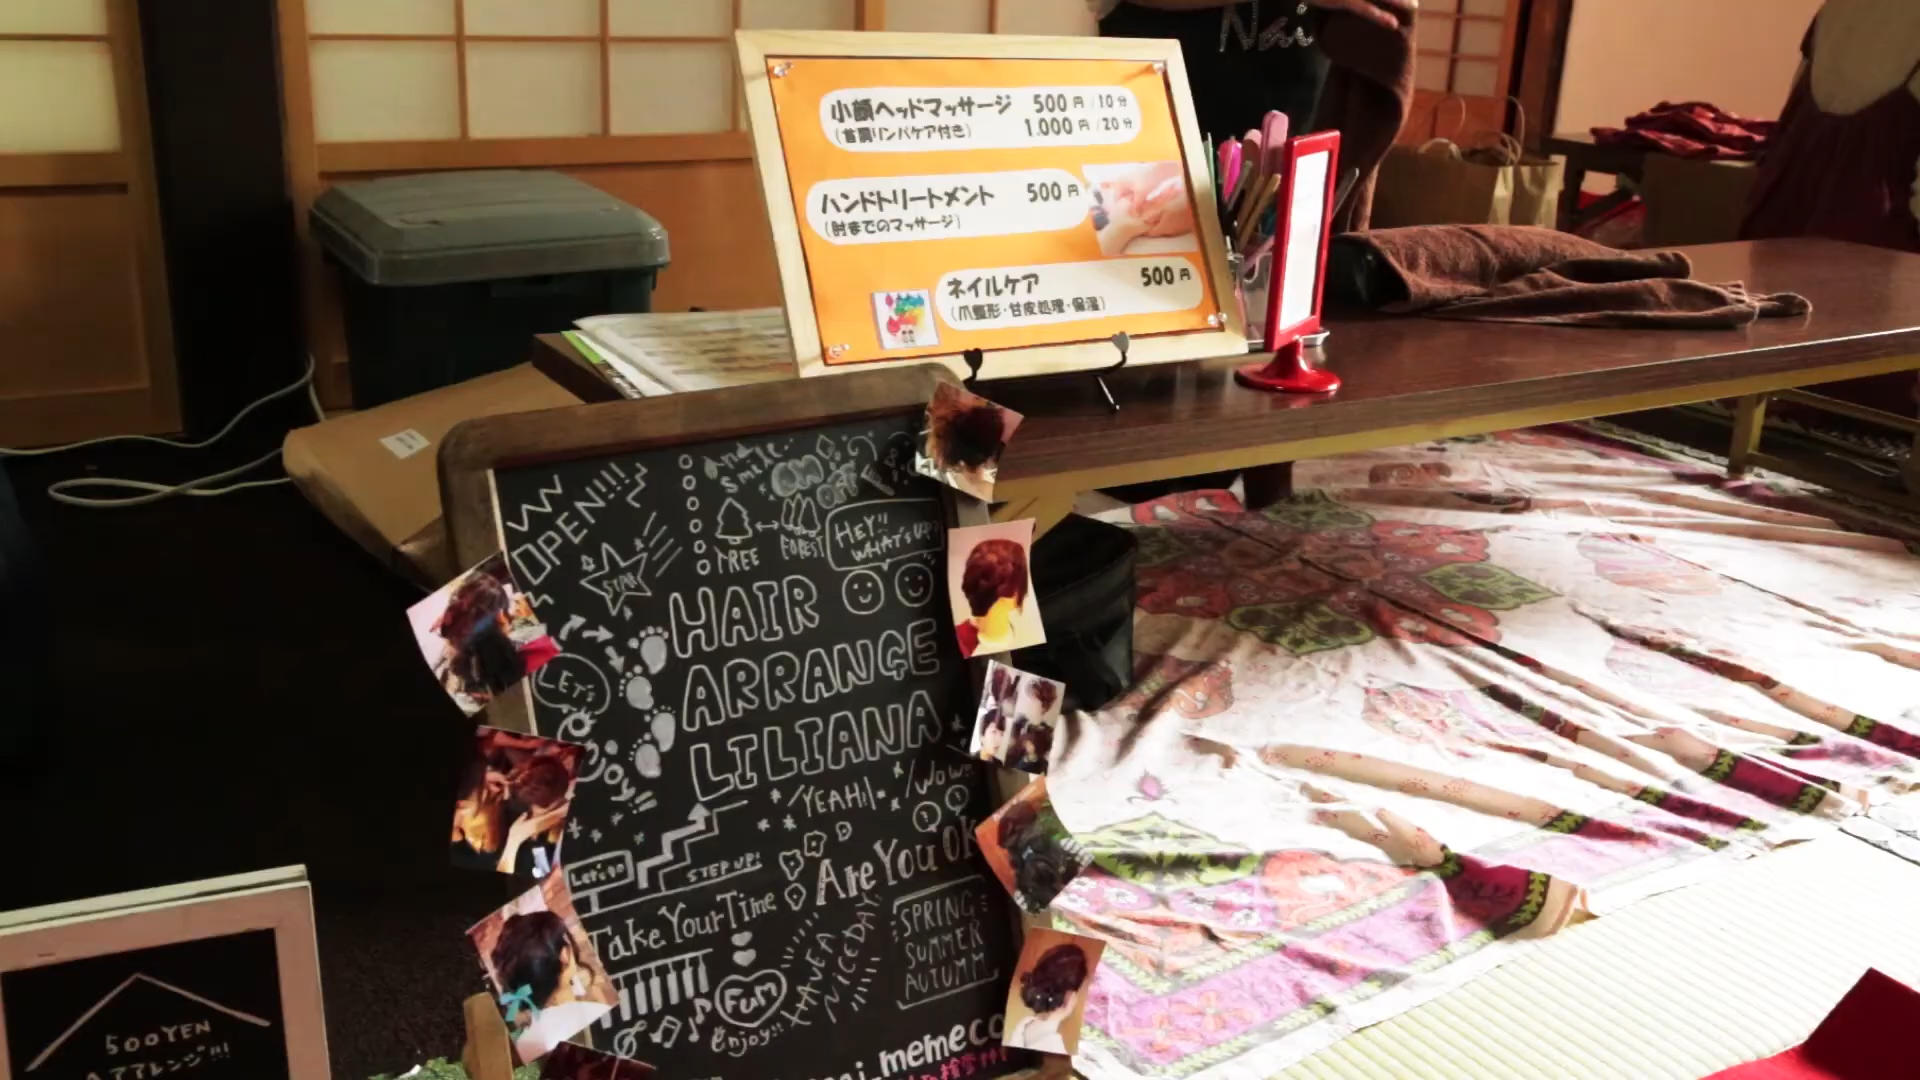 Nai
小顔ヘッドマッサージ 500円/10分
(首肩リンパケア付き) 1.000円/20分
ハンドトリートメント 500円
(肘までのマッサージ)
ネイルケア 500円
(爪整形・甘皮処理・保湿)
OPEN!!!
And smile.
STAR
TREE
FOREST
HEY!! WHAT'S UP?
HAIR
ARRANGE
LILIANA
LET'S
ENJOY!!
YEAH!
WOW
Let's go
STEP UP!
Are You OK
Take Your Time
HAVE A NICE DAY
SPRING
SUMMER
AUTUMN
Fun
enjoy!!
_memeco
500YEN
ヘアアレンジ!!!